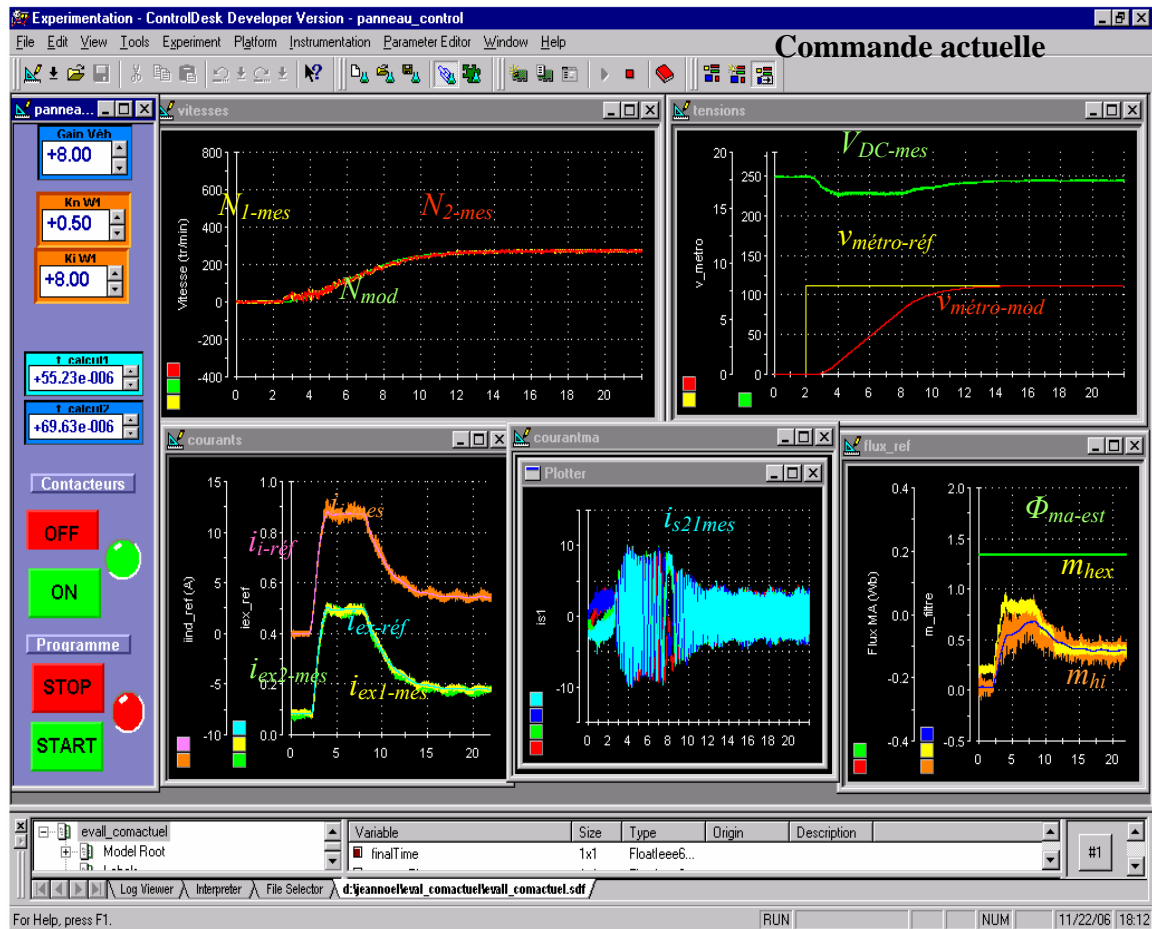 Experimentation - ControlDesk Developer Version - panneau_control
File Edit View Tools Experiment Platform Instrumentation Parameter Editor Window Help
Commande actuelle
pannea...
Gain Véh
+8.00
Kn W1
+0.50
Ki W1
+8.00
t_calcul1
+55.23e-006
t_calcul2
+69.63e-006
Contacteurs
OFF
ON
Programme
STOP
START
vitesses
Vitesse (tr/min)
800
600
400
200
0
-200
-400
0 2 4 6 8 10 12 14 16 18 20
N1-mes
N2-mes
Nmod
tensions
v_metro
20
15
10
5
0
250
200
150
100
50
0
0 2 4 6 8 10 12 14 16 18 20
VDC-mes
vmétro-réf
vmétro-mod
courants
iind_ref (A)
15
10
5
0
-5
-10
iex_ref
1.0
0.8
0.6
0.4
0.2
0.0
0 5 10 15 20
ii-réf
iex-réf
iex2-mes
iex1-mes
courantma
Plotter
is1
10
0
-10
0 2 4 6 8 10 12 14 16 18 20
is21mes
flux_ref
Flux MA (Wb)
0.4
0.2
0.0
-0.2
-0.4
m_filtre
2.0
1.5
1.0
0.5
0.0
-0.5
0 5 10 15 20
Φma-est
mhex
mhi
evall_comactuel
Model Root
Variable Size Type Origin Description
finalTime 1x1 FloatIeee6...
#1
Log Viewer Interpreter File Selector d:\jeannoel\eval_comactuel\evall_comactuel.sdf
For Help, press F1.
RUN NUM 11/22/06 18:12